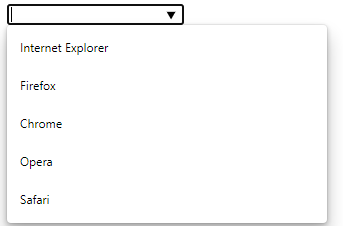 Internet Explorer
Firefox
Chrome
Opera
Safari